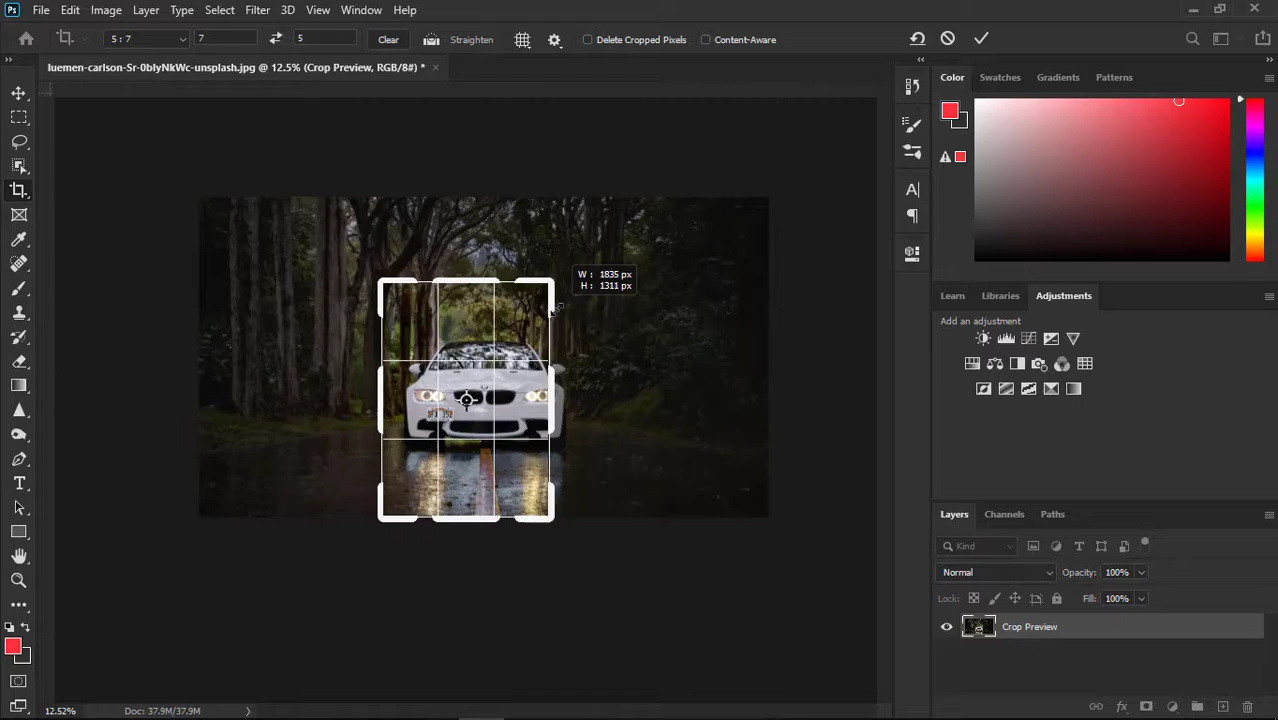 Ps File Edit Image Layer Type Select Filter 3D View Window Help
5 : 7 7 5 Clear Straighten Delete Cropped Pixels Content-Aware
luemen-carlson-Sr-0bIyNkWc-unsplash.jpg @ 12.5% (Crop Preview, RGB/8#) *
Color Swatches Gradients Patterns
W : 1835 px
H : 1311 px
Learn Libraries Adjustments
Add an adjustment
Layers Channels Paths
Kind
Normal Opacity: 100%
Lock: Fill: 100%
Crop Preview
12.52% Doc: 37.9M/37.9M